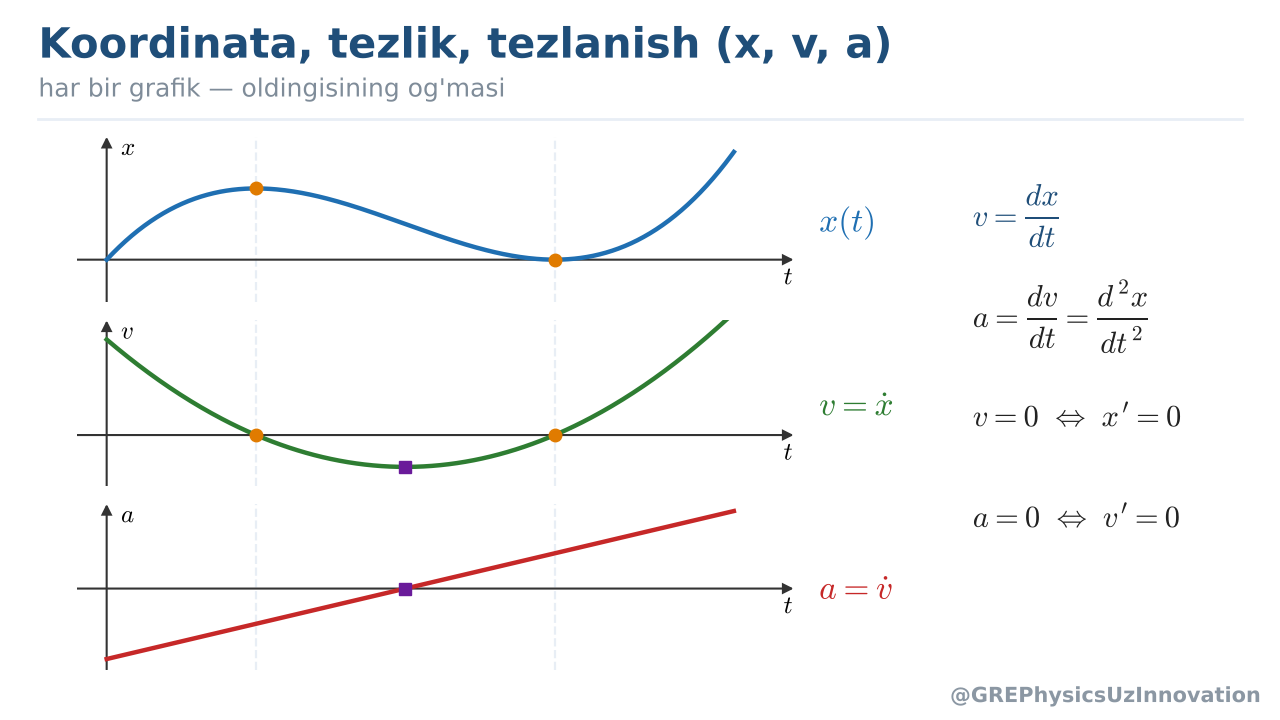 Koordinata, tezlik, tezlanish (x, v, a)
har bir grafik — oldingisining og'masi
x
t
x(t)
v = dx/dt
v
t
v = ẋ
a = dv/dt = d²x/dt²
v = 0 ⇔ x′ = 0
a
t
a = v̇
a = 0 ⇔ v′ = 0
@GREPhysicsUzInnovation